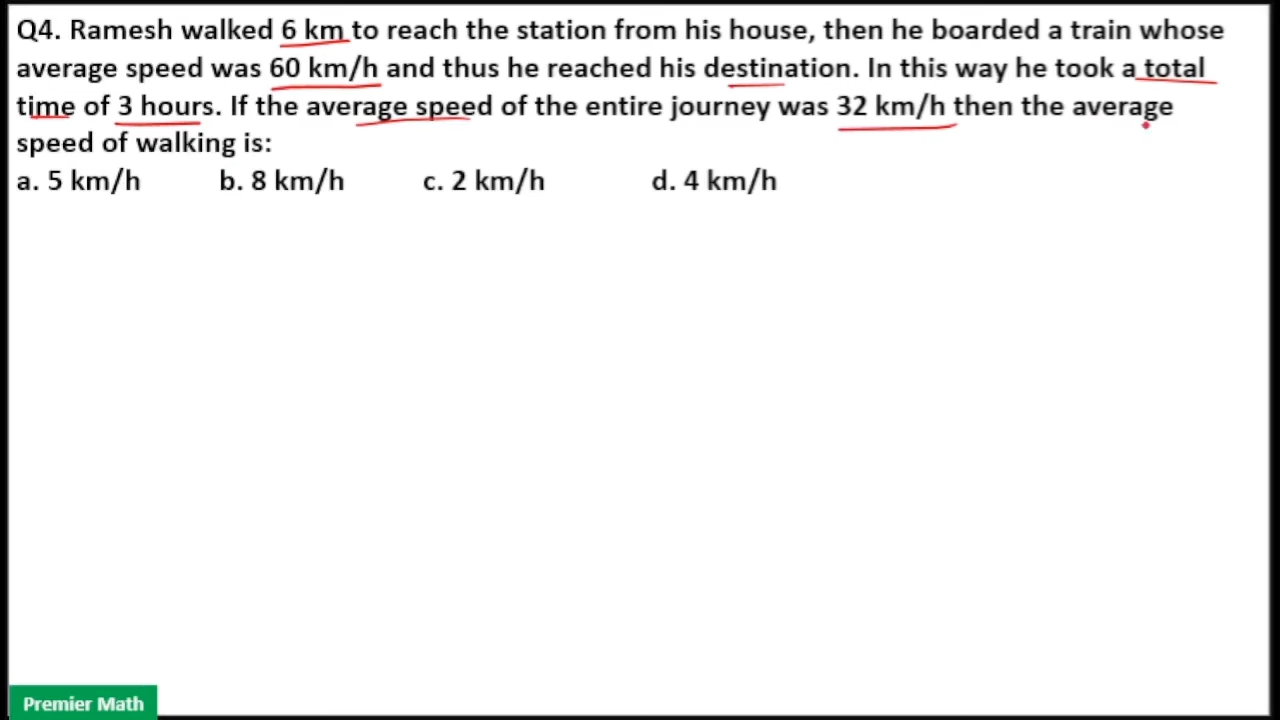 Q4. Ramesh walked 6 km to reach the station from his house, then he boarded a train whose
average speed was 60 km/h and thus he reached his destination. In this way he took a total
time of 3 hours. If the average speed of the entire journey was 32 km/h then the average
speed of walking is:
a. 5 km/h b. 8 km/h c. 2 km/h d. 4 km/h
Premier Math